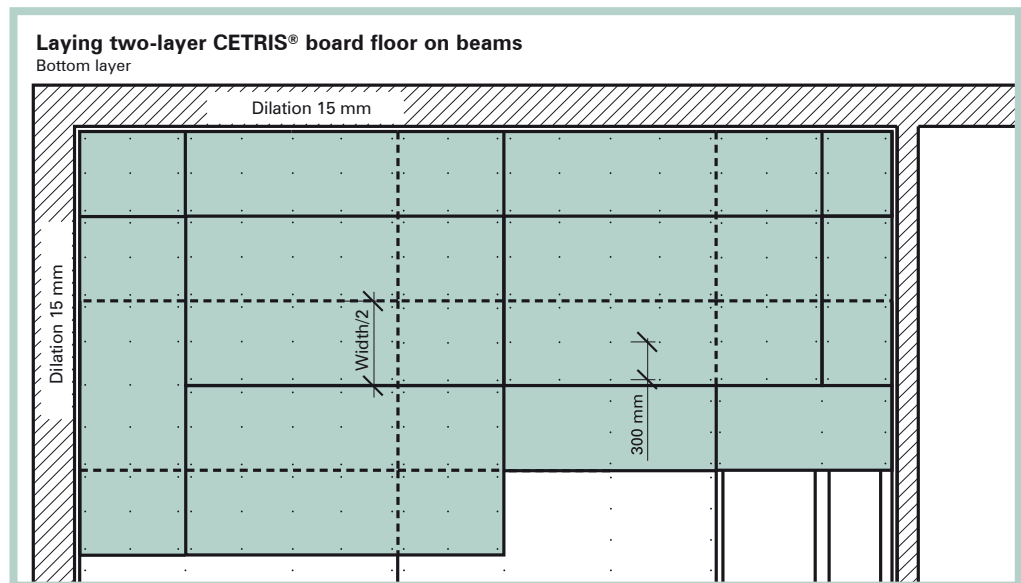 Laying two-layer CETRIS® board floor on beams
Bottom layer
Dilation 15 mm
Dilation 15 mm
Width/2
300 mm